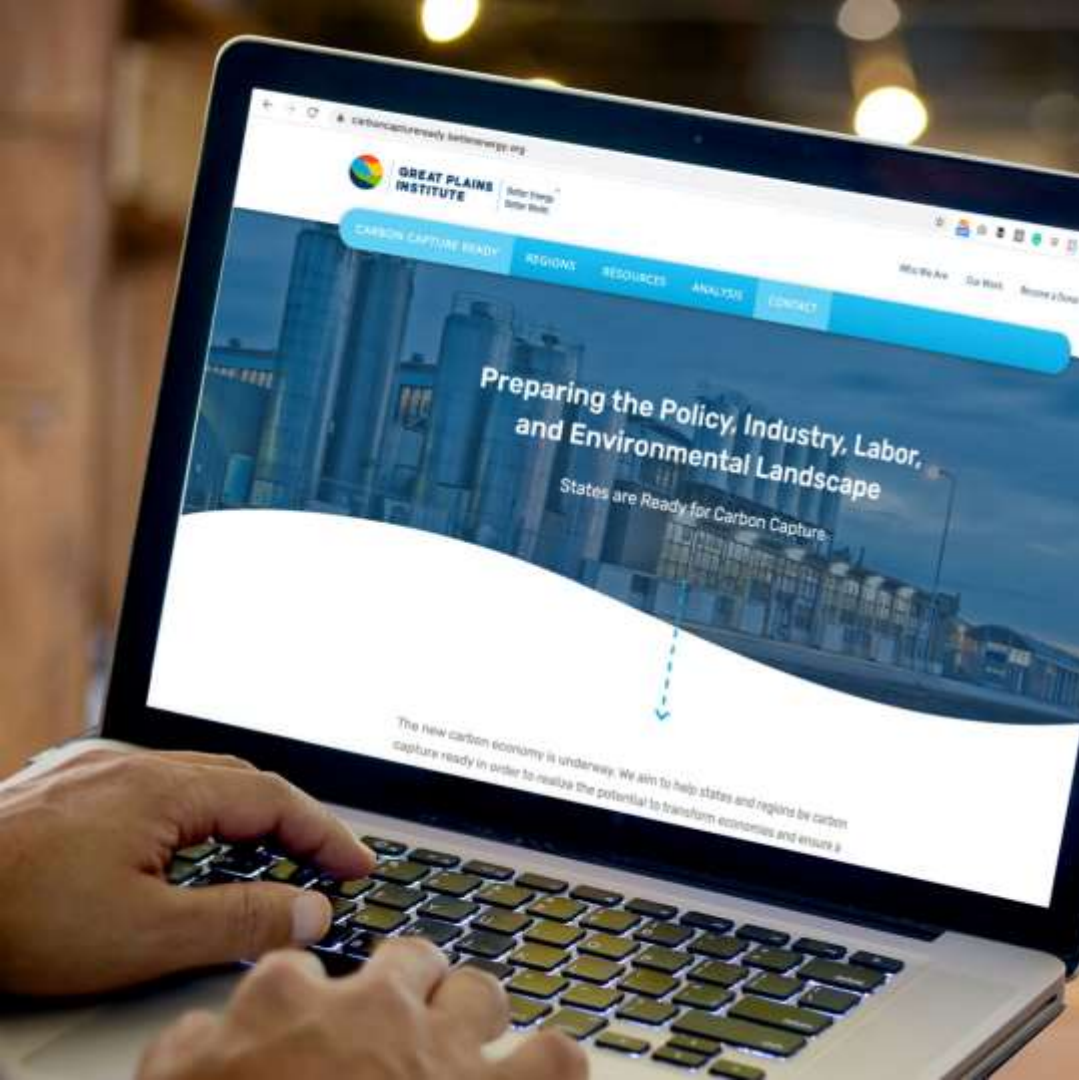 carboncaptureready.betterenergy.org
GREAT PLAINS
INSTITUTE
Better Energy.
Better World.
Who We Are Our Work Become a Donor
CARBON CAPTURE READY REGIONS RESOURCES ANALYSIS CONTACT
Preparing the Policy, Industry, Labor,
and Environmental Landscape
States are Ready for Carbon Capture
The new carbon economy is underway. We aim to help states and regions be carbon
capture ready in order to realize the potential to transform economies and ensure a